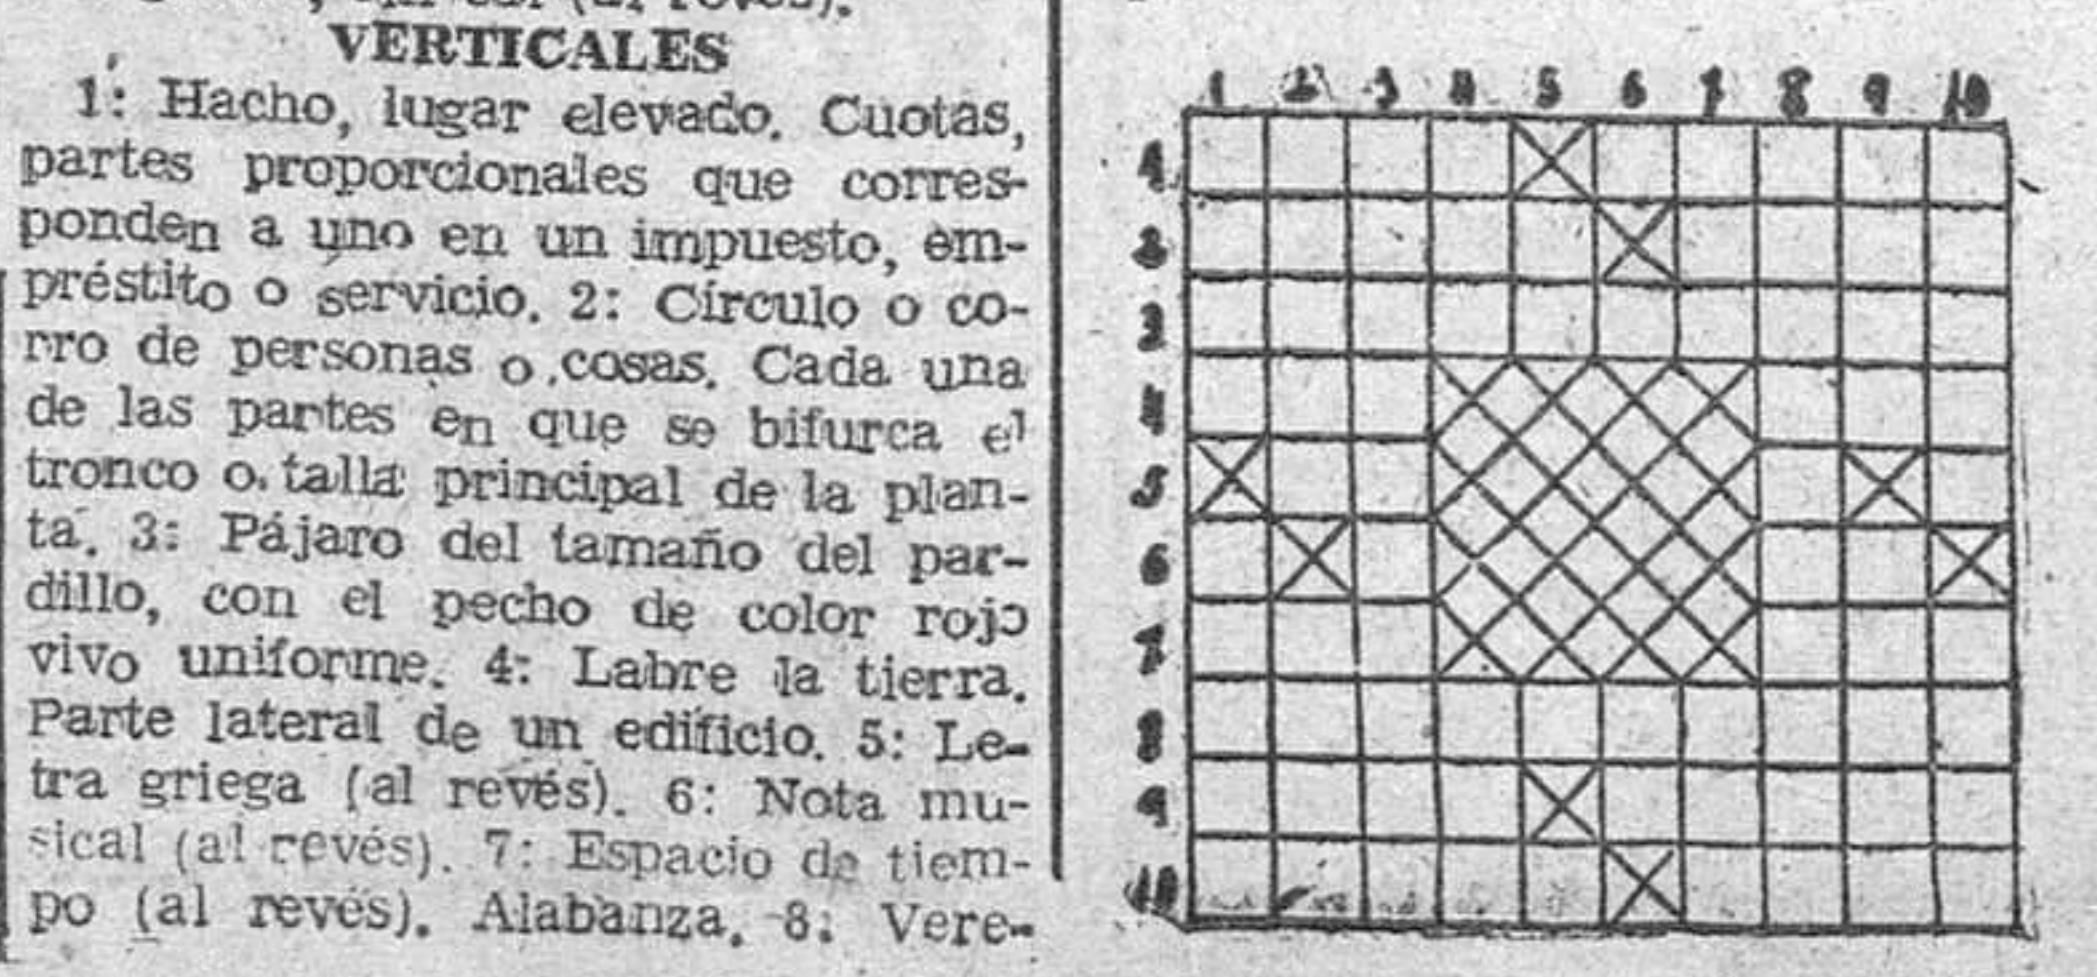 (al revés).
VERTICALES
1: Hacho, lugar elevado. Cuotas,
partes proporcionales que corres-
ponden a uno en un impuesto, em-
préstito o servicio. 2: Círculo o co-
rro de personas o cosas. Cada una
de las partes en que se bifurca el
tronco o talla principal de la plan-
ta. 3: Pájaro del tamaño del par-
dillo, con el pecho de color rojo
vivo uniforme. 4: Labre la tierra.
Parte lateral de un edificio. 5: Le-
tra griega (al revés). 6: Nota mu-
sical (al revés). 7: Espacio de tiem-
po (al revés). Alabanza. 8: Vere-
1 2 3 4 5 6 7 8 9 10
1
2
3
4
5
6
7
8
9
10